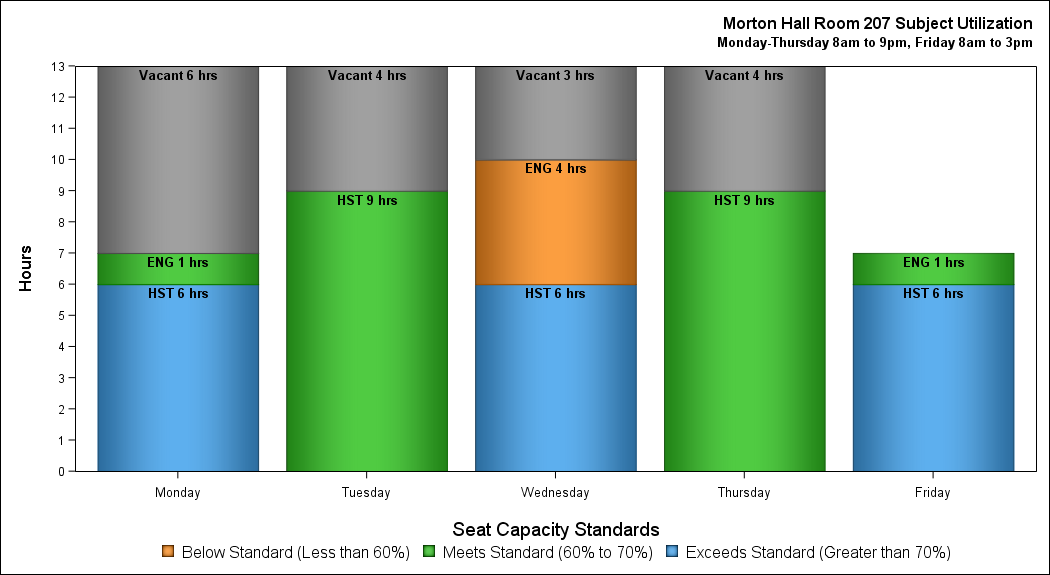 Morton Hall Room 207 Subject Utilization
Monday-Thursday 8am to 9pm, Friday 8am to 3pm
13
12
11
10
9
8
7
6
5
4
3
2
1
0
Hours
Vacant 6 hrs
ENG 1 hrs
HST 6 hrs
Vacant 4 hrs
HST 9 hrs
Vacant 3 hrs
ENG 4 hrs
HST 6 hrs
Vacant 4 hrs
HST 9 hrs
ENG 1 hrs
HST 6 hrs
Monday Tuesday Wednesday Thursday Friday
Seat Capacity Standards
Below Standard (Less than 60%) Meets Standard (60% to 70%) Exceeds Standard (Greater than 70%)